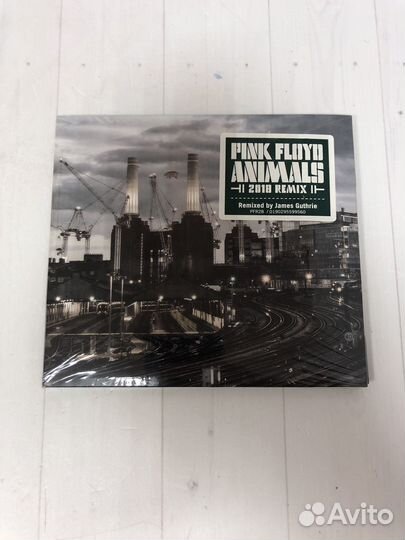 PINK FLOYD
ANIMALS
2018 REMIX
Remixed by James Guthrie
PFR28 / 0190295599560
Avito